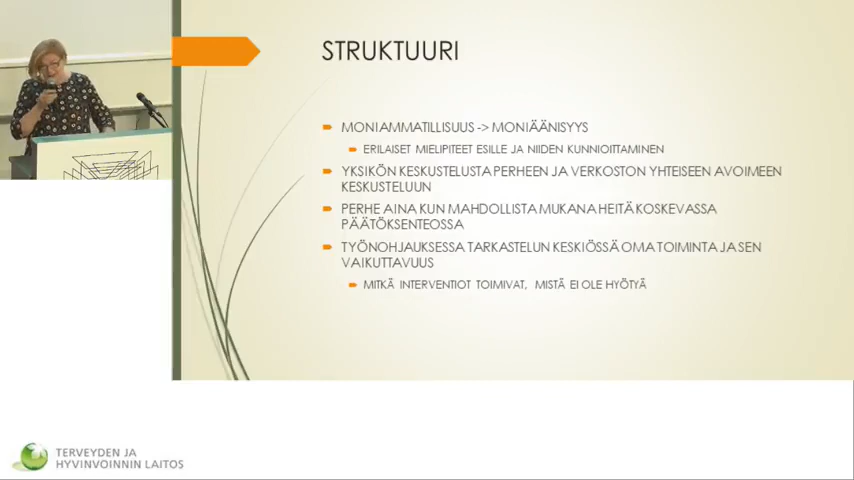 STRUKTUURI
MONIAMMATILLISUUS -> MONIÄÄNISYYS
ERILAISET MIELIPITEET ESILLE JA NIIDEN KUNNIOITTAMINEN
YKSIKÖN KESKUSTELUSTA PERHEEN JA VERKOSTON YHTEISEEN AVOIMEEN
KESKUSTELUUN
PERHE AINA KUN MAHDOLLISTA MUKANA HEITÄ KOSKEVASSA
PÄÄTÖKSENTEOSSA
TYÖNOHJAUKSESSA TARKASTELUN KESKIÖSSÄ OMA TOIMINTA JA SEN
VAIKUTTAVUUS
MITKÄ INTERVENTIOT TOIMIVAT, MISTÄ EI OLE HYÖTYÄ
TERVEYDEN JA
HYVINVOINNIN LAITOS